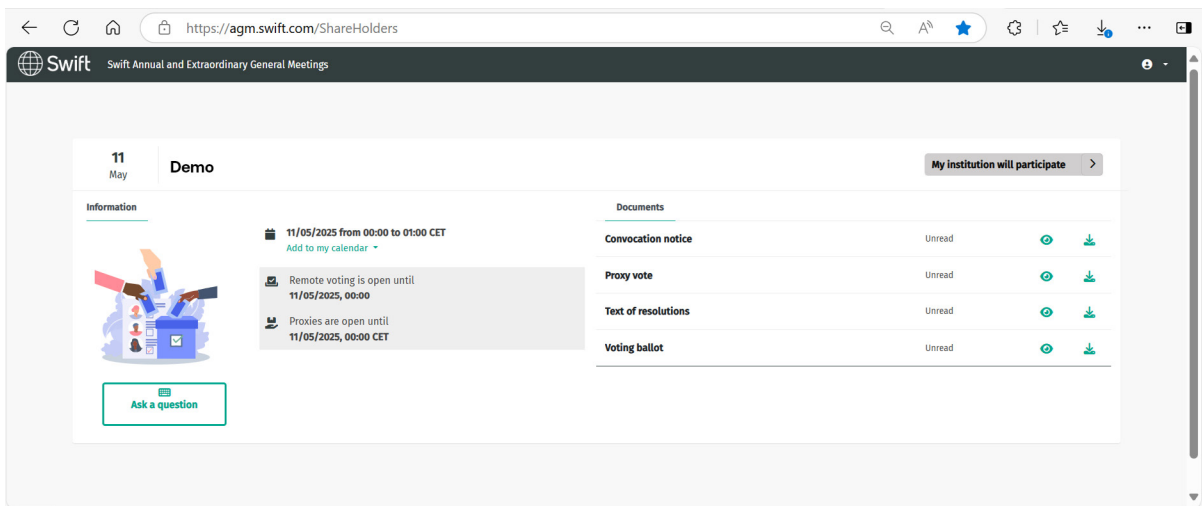 https://agm.swift.com/ShareHolders
Swift Swift Annual and Extraordinary General Meetings
11
May
Demo
My institution will participate
Information
11/05/2025 from 00:00 to 01:00 CET
Add to my calendar
Remote voting is open until
11/05/2025, 00:00
Proxies are open until
11/05/2025, 00:00 CET
Ask a question
Documents
Convocation notice Unread
Proxy vote Unread
Text of resolutions Unread
Voting ballot Unread